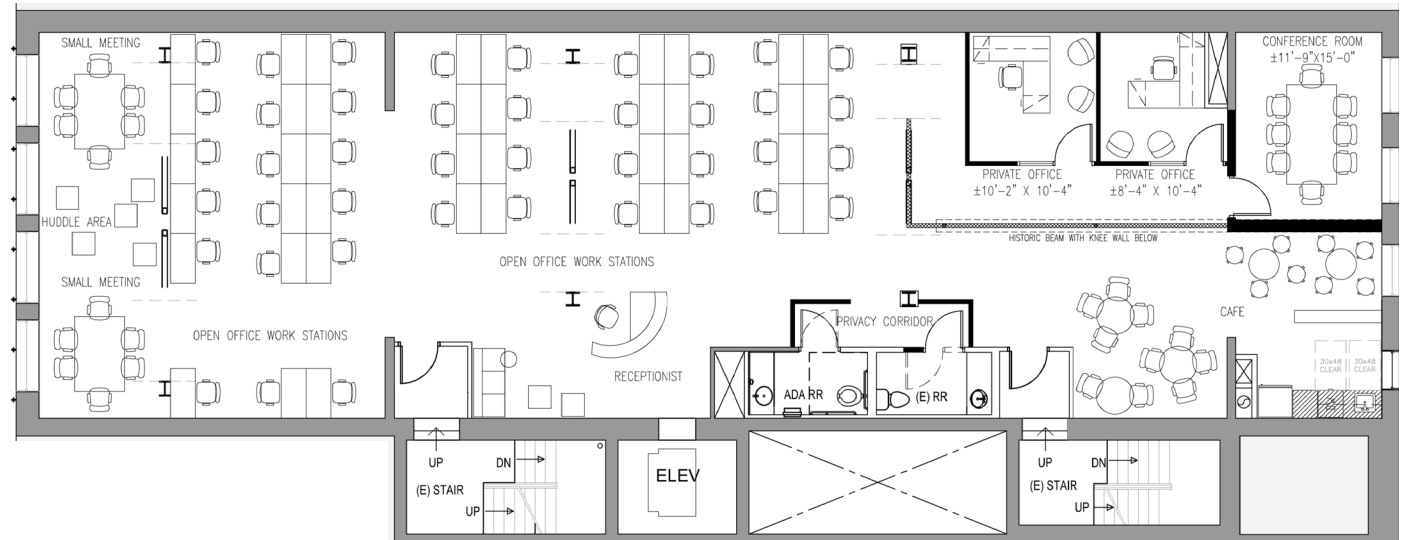 SMALL MEETING
CONFERENCE ROOM
±11'-9"X15'-0"
PRIVATE OFFICE
±10'-2" X 10'-4"
PRIVATE OFFICE
±8'-4" X 10'-4"
HUDDLE AREA
HISTORIC BEAM WITH KNEE WALL BELOW
OPEN OFFICE WORK STATIONS
SMALL MEETING
CAFE
PRIVACY CORRIDOR
OPEN OFFICE WORK STATIONS
RECEPTIONIST
30x48
CLEAR
30x48
CLEAR
ADA RR
(E) RR
UP
DN
(E) STAIR
UP
ELEV
UP
DN
(E) STAIR
UP